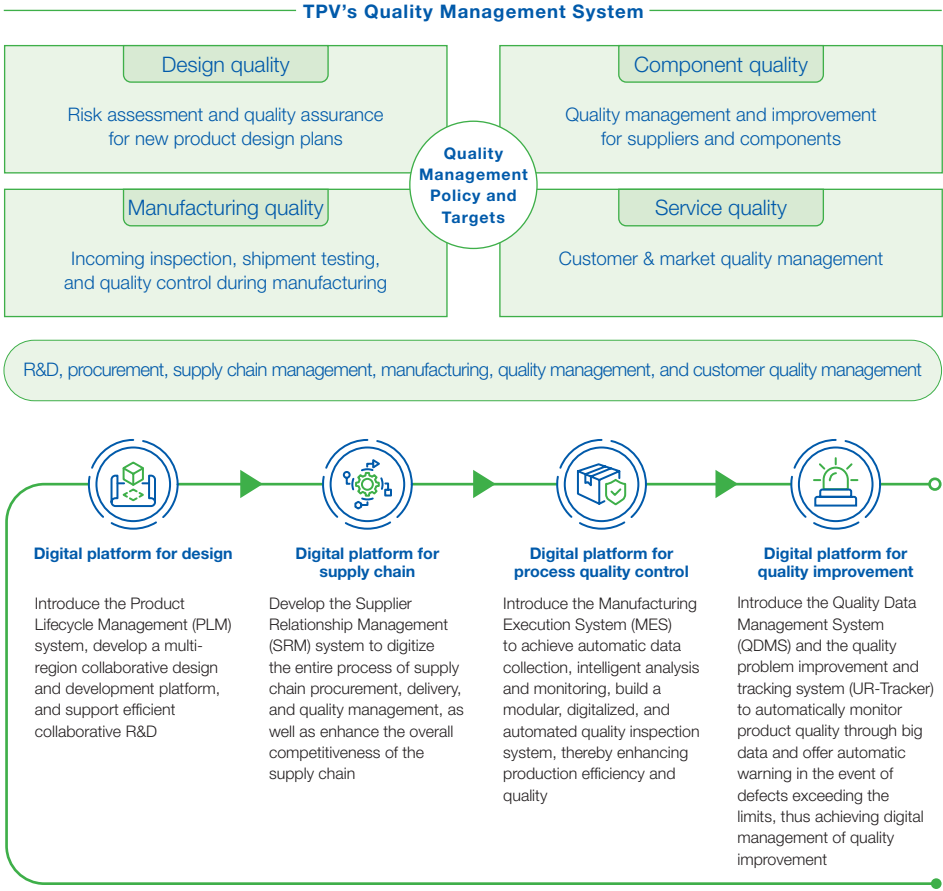 TPV's Quality Management System
Design quality
Risk assessment and quality assurance
for new product design plans
Component quality
Quality management and improvement
for suppliers and components
Quality
Management
Policy and
Targets
Manufacturing quality
Incoming inspection, shipment testing,
and quality control during manufacturing
Service quality
Customer & market quality management
R&D, procurement, supply chain management, manufacturing, quality management, and customer quality management
Digital platform for design
Introduce the Product
Lifecycle Management (PLM)
system, develop a multi-
region collaborative design
and development platform,
and support efficient
collaborative R&D
Digital platform for
supply chain
Develop the Supplier
Relationship Management
(SRM) system to digitize
the entire process of supply
chain procurement, delivery,
and quality management, as
well as enhance the overall
competitiveness of the
supply chain
Digital platform for
process quality control
Introduce the Manufacturing
Execution System (MES)
to achieve automatic data
collection, intelligent analysis
and monitoring, build a
modular, digitalized, and
automated quality inspection
system, thereby enhancing
production efficiency and
quality
Digital platform for
quality improvement
Introduce the Quality Data
Management System
(QDMS) and the quality
problem improvement and
tracking system (UR-Tracker)
to automatically monitor
product quality through big
data and offer automatic
warning in the event of
defects exceeding the
limits, thus achieving digital
management of quality
improvement